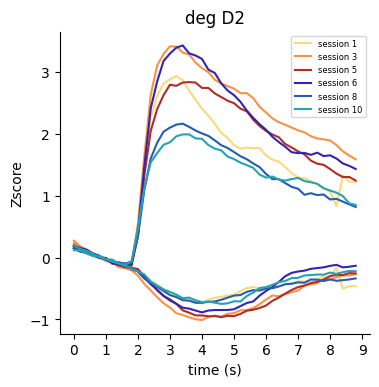 deg D2
session 1
session 3
session 5
session 6
session 8
session 10
Zscore
3
2
1
0
−1
0 1 2 3 4 5 6 7 8 9
time (s)